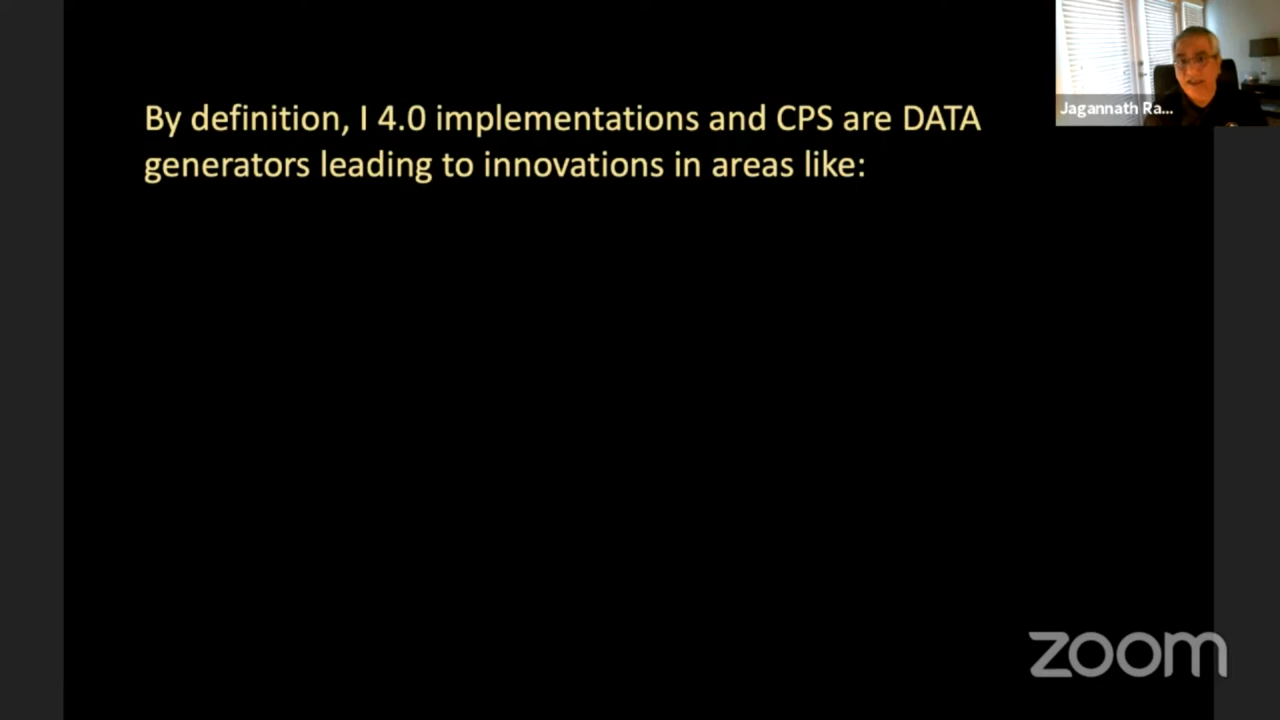 By definition, I 4.0 implementations and CPS are DATA
generators leading to innovations in areas like:
Jagannath Ra...
zoom